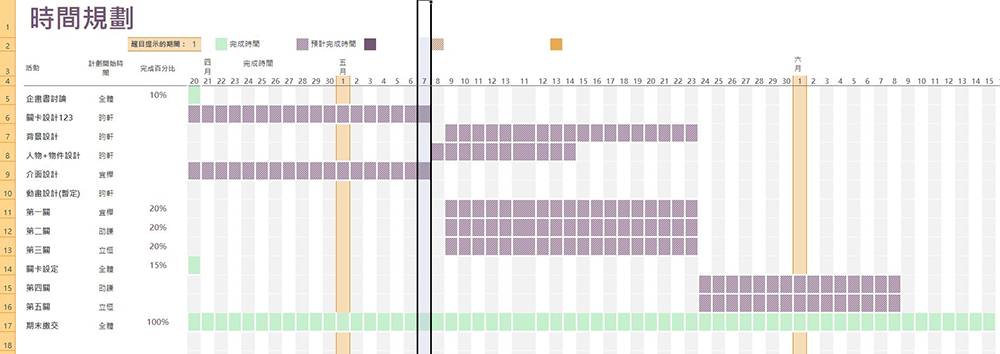 時間規劃
醒目提示的期間： 1 完成時間 預計完成時間
活動 計劃開始時間 完成百分比 四月 完成時間 五月 六月
20 21 22 23 24 25 26 27 28 29 30 1 2 3 4 5 6 7 8 9 10 11 12 13 11 12 13 14 15 16 17 18 19 20 21 22 23 24 25 26 27 28 29 30 1 2 3 4 5 6 7 8 9 10 11 12 13 14 15
1
2
3
4
5 企畫書討論 全體 10%
6 關卡設計123 昀軒
7 背景設計 昀軒
8 人物+物件設計 昀軒
9 介面設計 宜樺
10 動畫設計(暫定) 昀軒
11 第一關 宜樺 20%
12 第二關 劭謙 20%
13 第三關 立恒 20%
14 關卡設定 全體 15%
15 第四關 劭謙
16 第五關 立恒
17 期末繳交 全體 100%
18